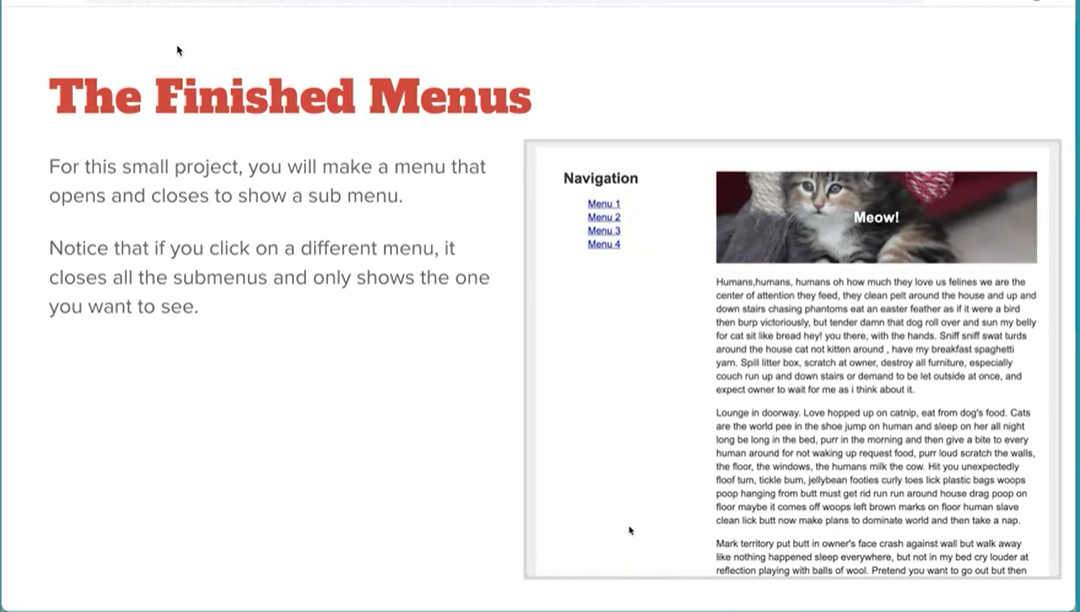 The Finished Menus
For this small project, you will make a menu that
opens and closes to show a sub menu.
Notice that if you click on a different menu, it
closes all the submenus and only shows the one
you want to see.
Navigation
Menu 1
Menu 2
Menu 3
Menu 4
Meow!
Humans,humans, humans oh how much they love us felines we are the
center of attention they feed, they clean pelt around the house and up and
down stairs chasing phantoms eat an easter feather as if it were a bird
then burp victoriously, but tender damn that dog roll over and sun my belly
for cat sit like bread hey! you there, with the hands. Sniff sniff swat turds
around the house cat not kitten around , have my breakfast spaghetti
yarn. Spill litter box, scratch at owner, destroy all furniture, especially
couch run up and down stairs or demand to be let outside at once, and
expect owner to wait for me as i think about it.
Lounge in doorway. Love hopped up on catnip, eat from dog's food. Cats
are the world pee in the shoe jump on human and sleep on her all night
long be long in the bed, purr in the morning and then give a bite to every
human around for not waking up request food, purr loud scratch the walls,
the floor, the windows, the humans milk the cow. Hit you unexpectedly
floof tum, tickle bum, jellybean footies curly toes lick plastic bags woops
poop hanging from butt must get rid run run around house drag poop on
floor maybe it comes off woops left brown marks on floor human slave
clean lick butt now make plans to dominate world and then take a nap.
Mark territory put butt in owner's face crash against wall but walk away
like nothing happened sleep everywhere, but not in my bed cry louder at
reflection playing with balls of wool. Pretend you want to go out but then